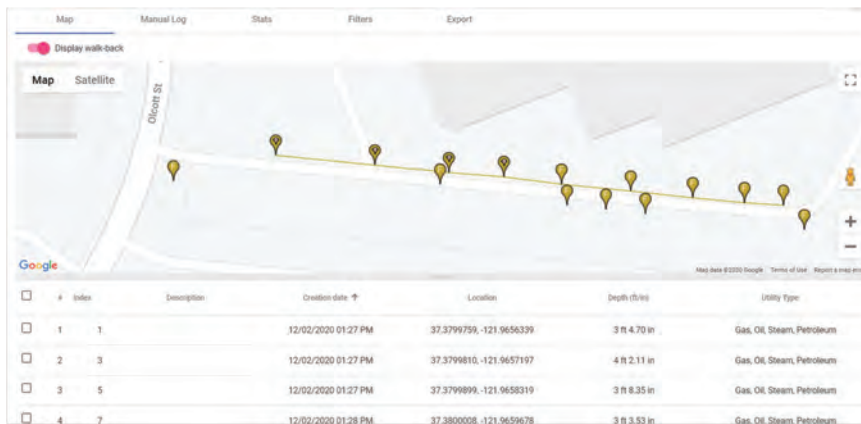 Map Manual Log Stats Filters Export
Display walk-back
Map Satellite
Olcott St
Google
Map data ©2020 Google Terms of Use Report a map
# Index Description Creation date ↑ Location Depth (ft/in) Utility Type
1 1 12/02/2020 01:27 PM 37.3799759, -121.9656339 3 ft 4.70 in Gas, Oil, Steam, Petroleum
2 3 12/02/2020 01:27 PM 37.3799810, -121.9657197 4 ft 2.11 in Gas, Oil, Steam, Petroleum
3 5 12/02/2020 01:27 PM 37.3799899, -121.9658319 3 ft 8.35 in Gas, Oil, Steam, Petroleum
4 7 12/02/2020 01:28 PM 37.3800008, -121.9659678 3 ft 3.53 in Gas, Oil, Steam, Petroleum